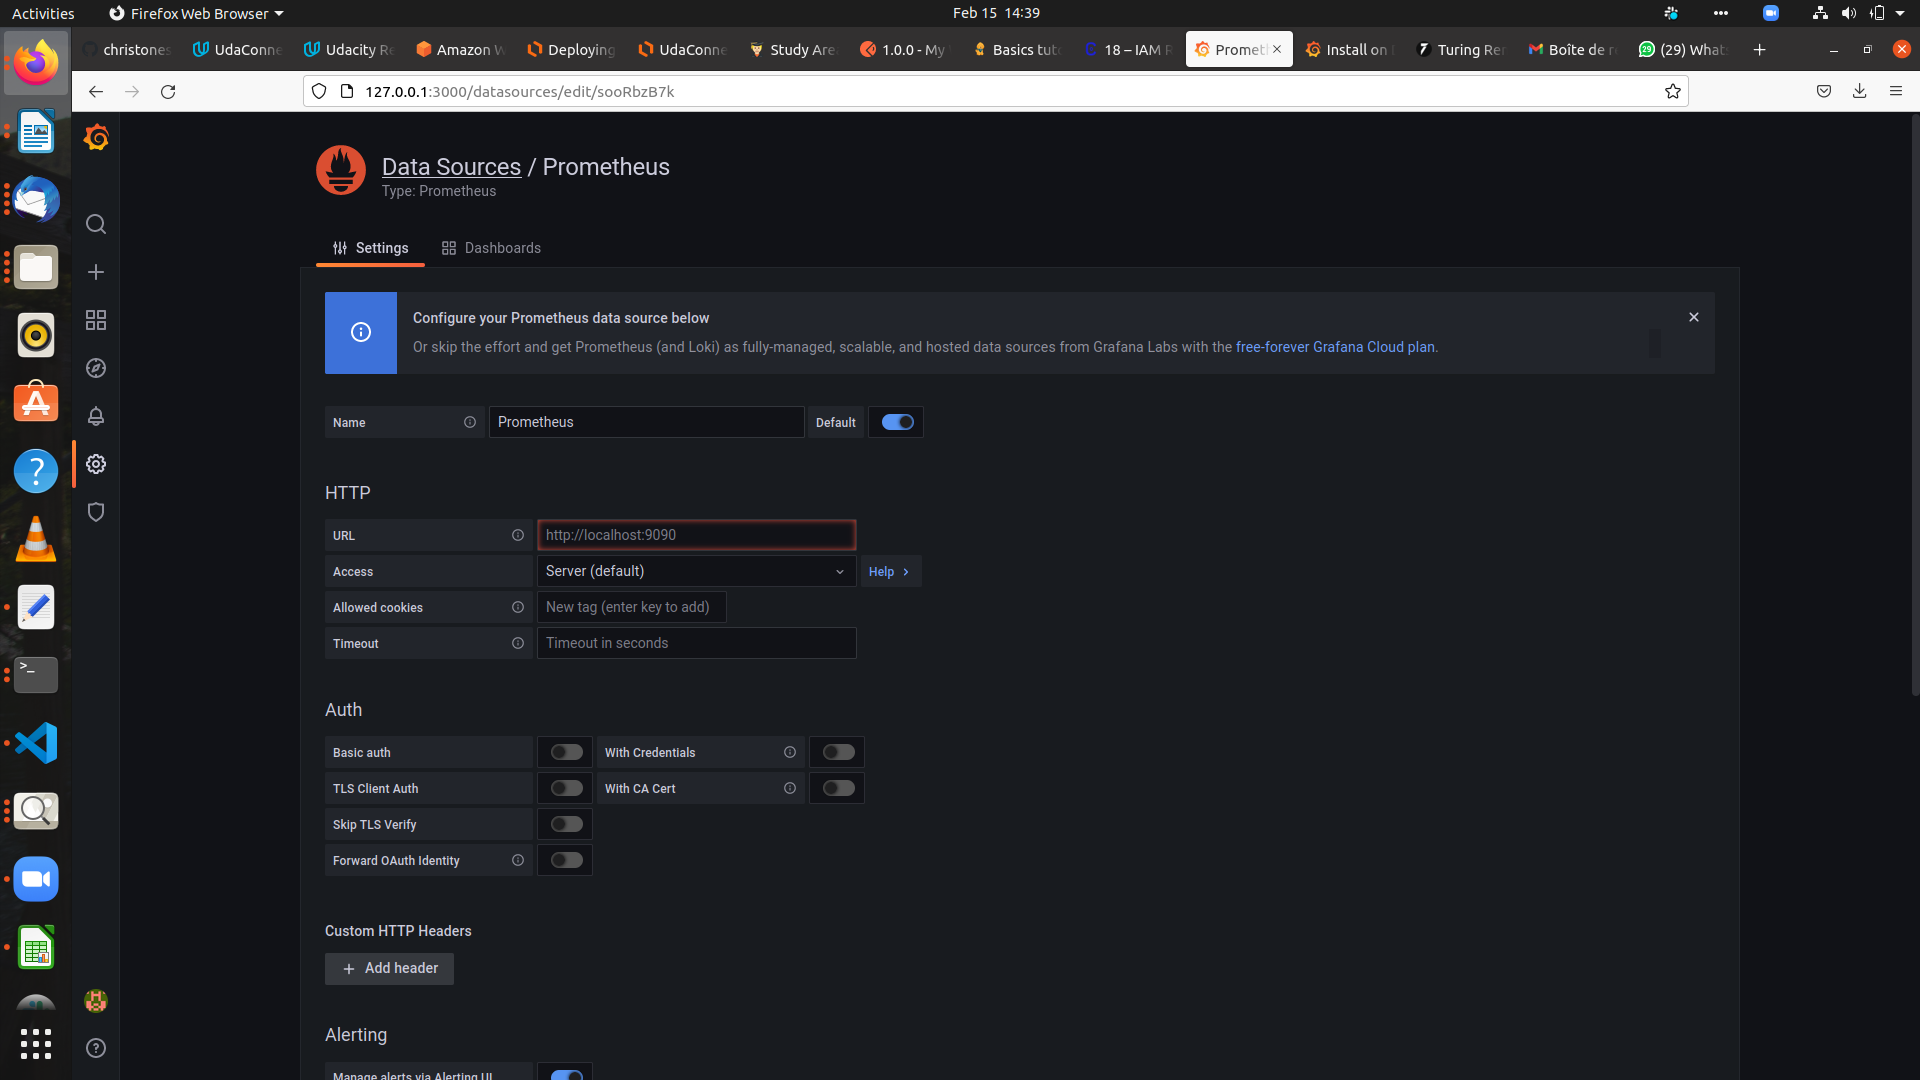 Activities
Firefox Web Browser
Feb 15 14:39
christones
UdaConne
Udacity Re
Amazon W
Deploying
UdaConne
Study Area
1.0.0 - My
Basics tuto
18 – IAM R
Promet
Install on
Turing Rem
Boîte de r
(29) Whats
127.0.0.1:3000/datasources/edit/sooRbzB7k
Data Sources / Prometheus
Type: Prometheus
Settings
Dashboards
Configure your Prometheus data source below
Or skip the effort and get Prometheus (and Loki) as fully-managed, scalable, and hosted data sources from Grafana Labs with the free-forever Grafana Cloud plan.
Name
Prometheus
Default
HTTP
URL
http://localhost:9090
Access
Server (default)
Help
Allowed cookies
New tag (enter key to add)
Timeout
Timeout in seconds
Auth
Basic auth
With Credentials
TLS Client Auth
With CA Cert
Skip TLS Verify
Forward OAuth Identity
Custom HTTP Headers
Add header
Alerting
Manage alerts via Alerting UI